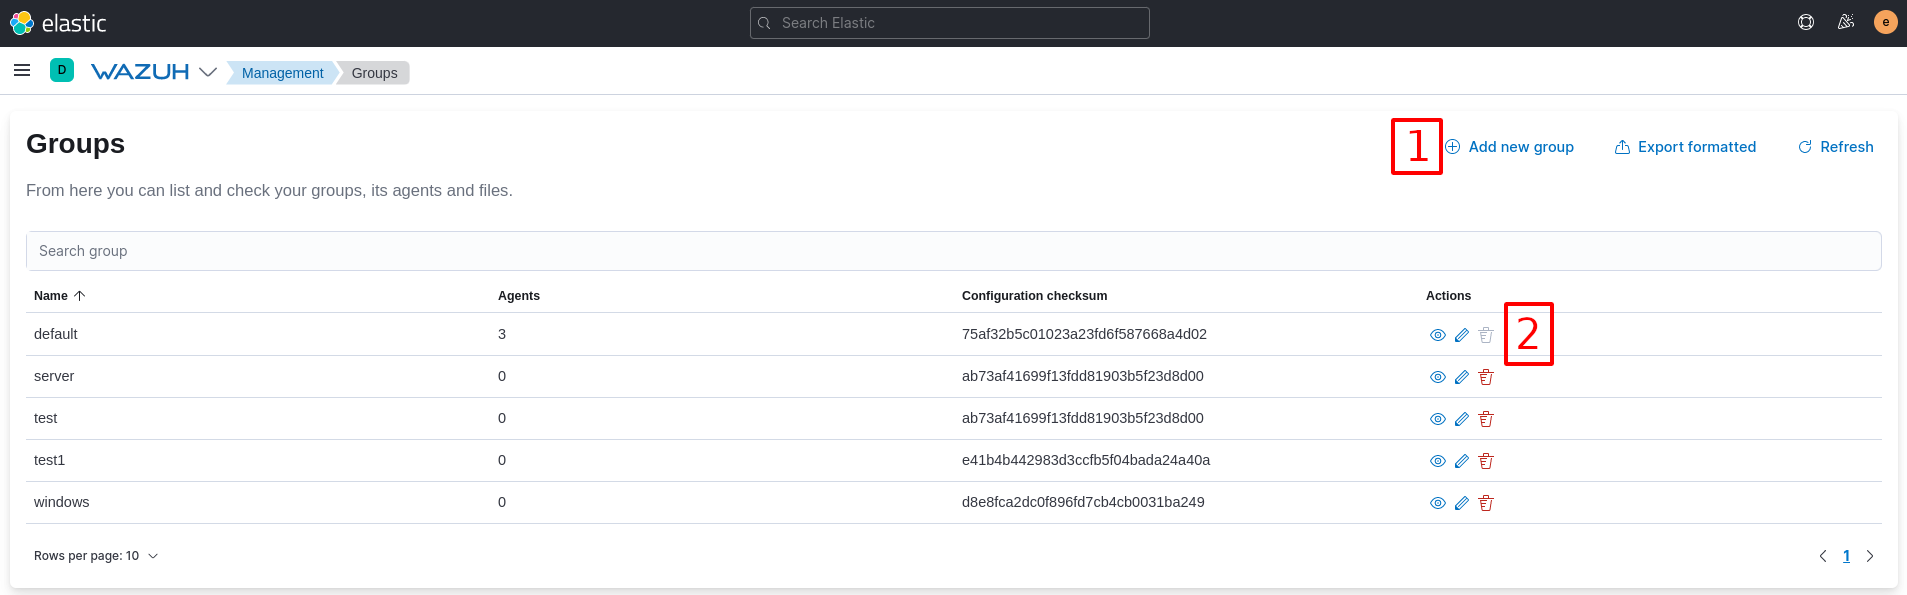 elastic
Search Elastic
e
D
WAZUH
Management
Groups
Groups
1
Add new group
Export formatted
Refresh
From here you can list and check your groups, its agents and files.
Search group
Name Agents Configuration checksum Actions
2
default 3 75af32b5c01023a23fd6f587668a4d02
server 0 ab73af41699f13fdd81903b5f23d8d00
test 0 ab73af41699f13fdd81903b5f23d8d00
test1 0 e41b4b442983d3ccfb5f04bada24a40a
windows 0 d8e8fca2dc0f896fd7cb4cb0031ba249
Rows per page: 10
1